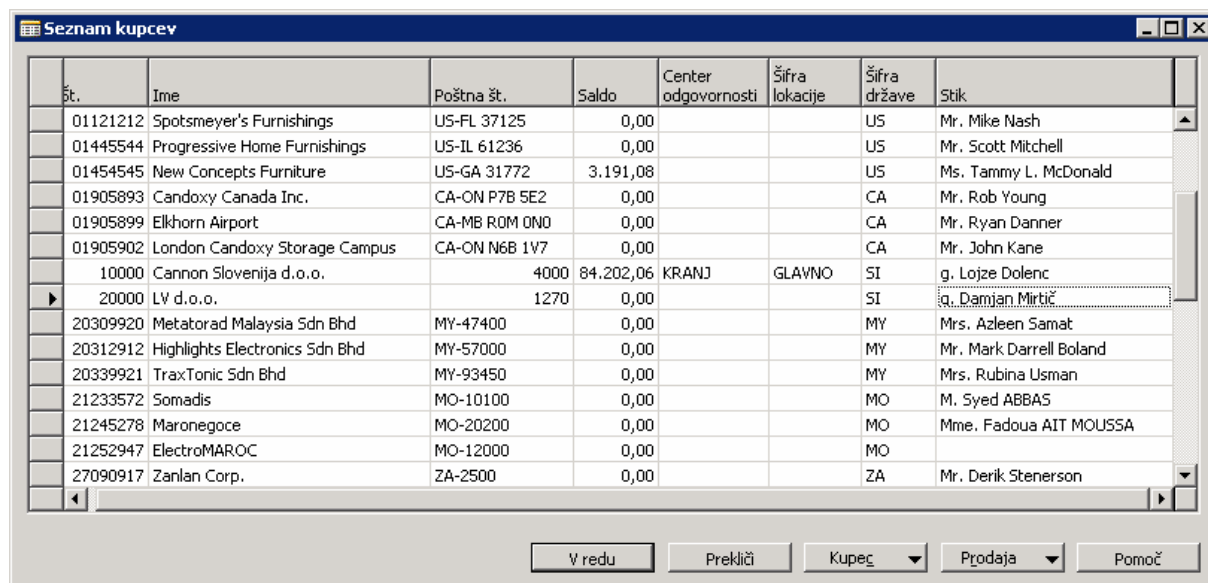 Seznam kupcev
Št. Ime Poštna št. Saldo Center odgovornosti Šifra lokacije Šifra države Stik
01121212 Spotsmeyer's Furnishings US-FL 37125 0,00 US Mr. Mike Nash
01445544 Progressive Home Furnishings US-IL 61236 0,00 US Mr. Scott Mitchell
01454545 New Concepts Furniture US-GA 31772 3.191,08 US Ms. Tammy L. McDonald
01905893 Candoxy Canada Inc. CA-ON P7B 5E2 0,00 CA Mr. Rob Young
01905899 Elkhorn Airport CA-MB R0M 0N0 0,00 CA Mr. Ryan Danner
01905902 London Candoxy Storage Campus CA-ON N6B 1V7 0,00 CA Mr. John Kane
10000 Cannon Slovenija d.o.o. 4000 84.202,06 KRANJ GLAVNO SI g. Lojze Dolenc
20000 LV d.o.o. 1270 0,00 SI g. Damjan Mirtič
20309920 Metatorad Malaysia Sdn Bhd MY-47400 0,00 MY Mrs. Azleen Samat
20312912 Highlights Electronics Sdn Bhd MY-57000 0,00 MY Mr. Mark Darrell Boland
20339921 TraxTonic Sdn Bhd MY-93450 0,00 MY Mrs. Rubina Usman
21233572 Somadis MO-10100 0,00 MO M. Syed ABBAS
21245278 Maronegoce MO-20200 0,00 MO Mme. Fadoua AIT MOUSSA
21252947 ElectroMAROC MO-12000 0,00 MO
27090917 Zanlan Corp. ZA-2500 0,00 ZA Mr. Derik Stenerson
V redu Prekliči Kupec Prodaja Pomoč